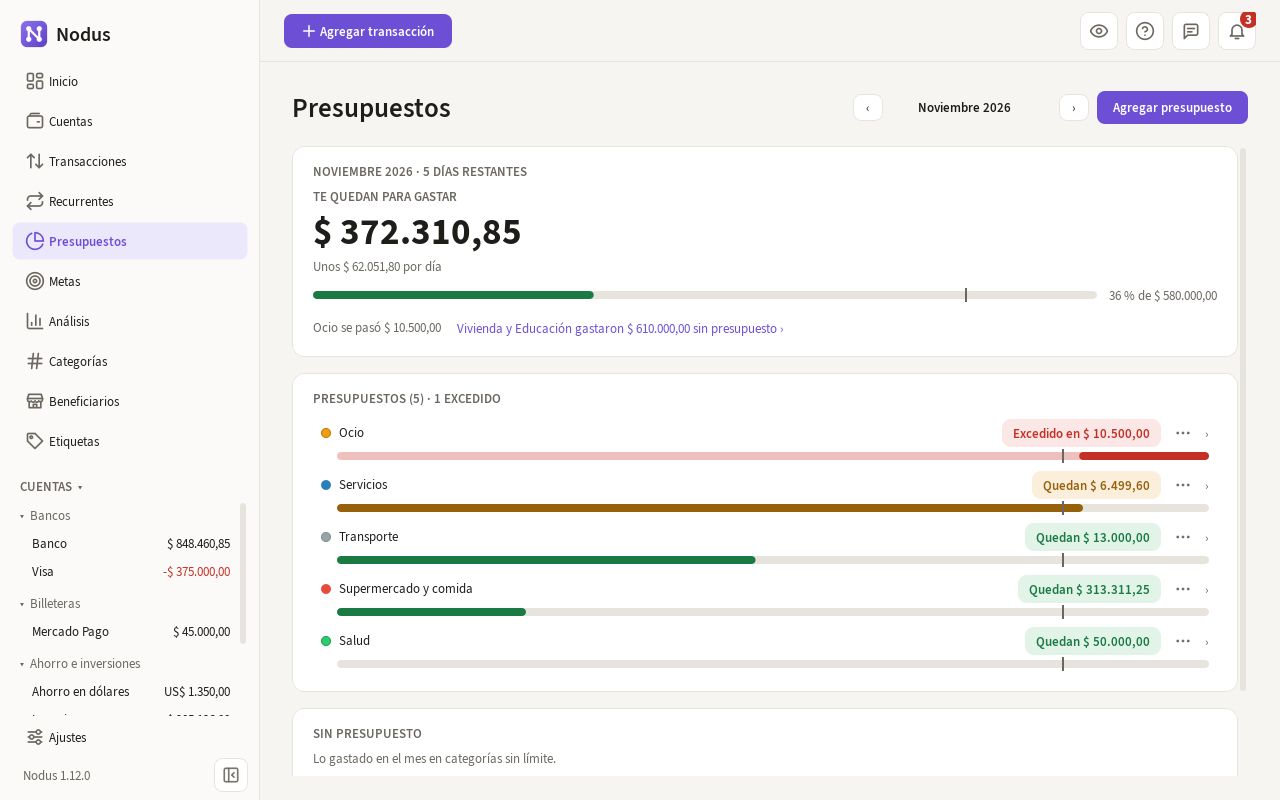 Nodus
Inicio
Cuentas
Transacciones
Recurrentes
Presupuestos
Metas
Análisis
Categorías
Beneficiarios
Etiquetas
CUENTAS
Bancos
Banco $ 848.460,85
Visa -$ 375.000,00
Billeteras
Mercado Pago $ 45.000,00
Ahorro e inversiones
Ahorro en dólares US$ 1.350,00
Ajustes
Nodus 1.12.0
Agregar transacción
3
Presupuestos
‹ Noviembre 2026 ›
Agregar presupuesto
NOVIEMBRE 2026 · 5 DÍAS RESTANTES
TE QUEDAN PARA GASTAR
$ 372.310,85
Unos $ 62.051,80 por día
36 % de $ 580.000,00
Ocio se pasó $ 10.500,00 Vivienda y Educación gastaron $ 610.000,00 sin presupuesto ›
PRESUPUESTOS (5) · 1 EXCEDIDO
Ocio Excedido en $ 10.500,00 ··· ›
Servicios Quedan $ 6.499,60 ··· ›
Transporte Quedan $ 13.000,00 ··· ›
Supermercado y comida Quedan $ 313.311,25 ··· ›
Salud Quedan $ 50.000,00 ··· ›
SIN PRESUPUESTO
Lo gastado en el mes en categorías sin límite.